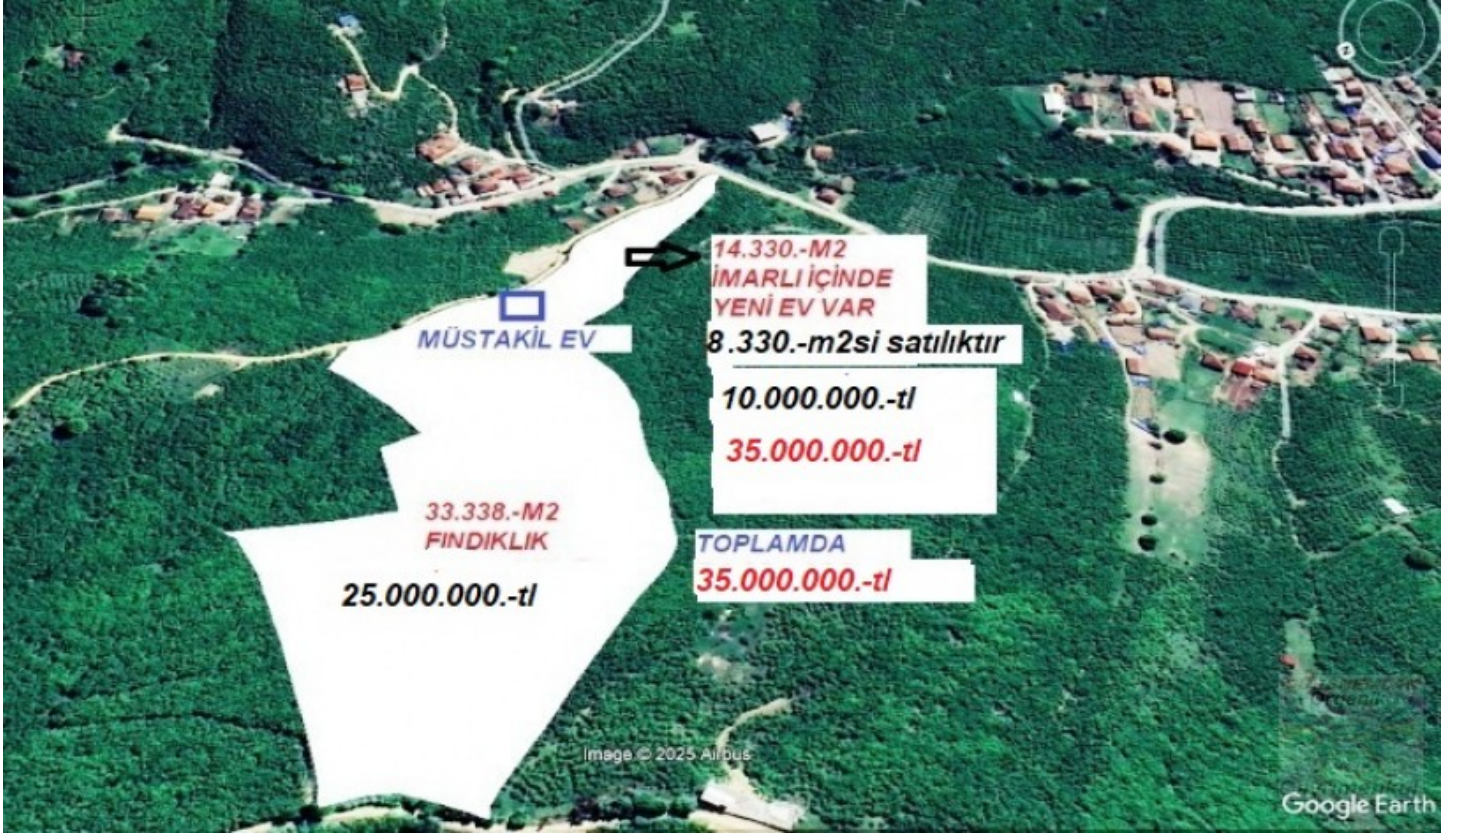 14.330.-M2
İMARLI İÇİNDE
YENİ EV VAR
MÜSTAKİL EV
8.330.-m2si satılıktır
10.000.000.-tl
35.000.000.-tl
33.338.-M2
FINDIKLIK
TOPLAMDA
35.000.000.-tl
25.000.000.-tl
Image © 2025 Airbus
Google Earth